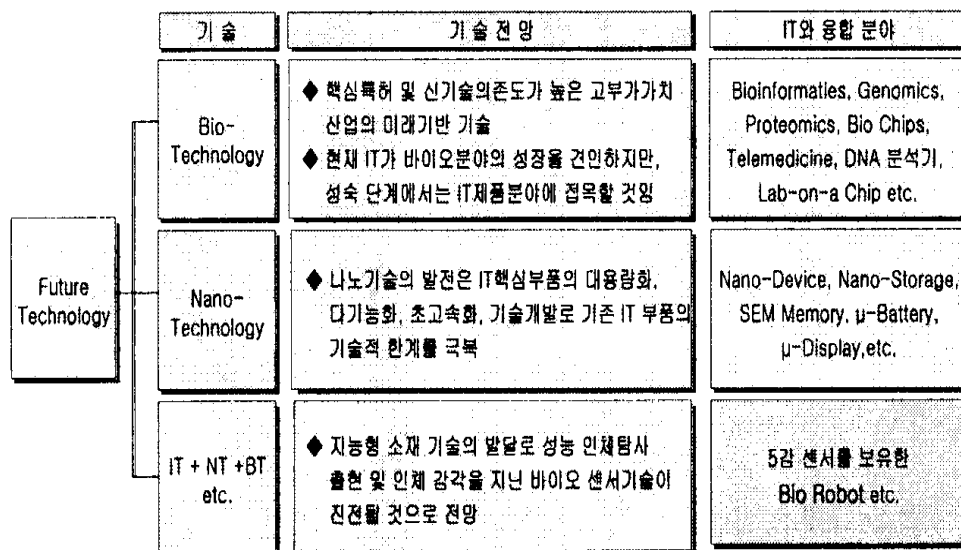 기 술
기 술 전 망
IT와 융합 분야
Future
Technology
Bio-
Technology
◆ 핵심특허 및 신기술의존도가 높은 고부가가치
산업의 미래기반 기술
◆ 현재 IT가 바이오분야의 성장을 견인하지만,
성숙 단계에서는 IT제품분야에 접목할 것임
Bioinformaties, Genomics,
Proteomics, Bio Chips,
Telemedicine, DNA 분석기,
Lab-on-a Chip etc.
Nano-
Technology
◆ 나노기술의 발전은 IT핵심부품의 대용량화,
다기능화, 초고속화, 기술개발로 기존 IT 부품의
기술적 한계를 극복
Nano-Device, Nano-Storage,
SEM Memory, μ-Battery,
μ-Display,etc.
IT + NT +BT
etc.
◆ 지능형 소재 기술의 발달로 성능 인체탐사
출현 및 인체 감각을 지닌 바이오 센서기술이
진전될 것으로 전망
5감 센서를 보유한
Bio Robot etc.